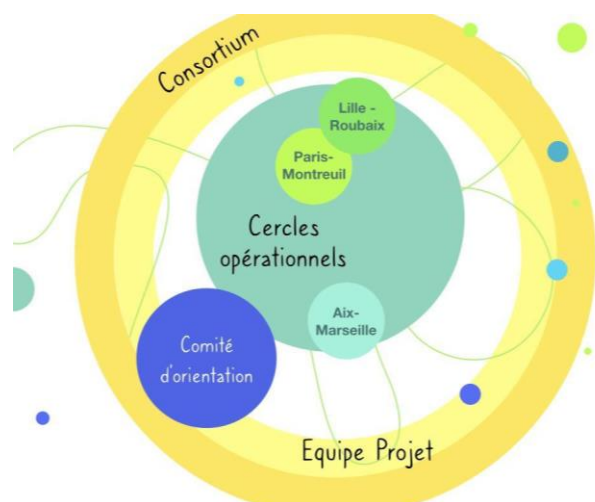 Consortium
Lille -
Roubaix
Paris-
Montreuil
Cercles
opérationnels
Aix-
Marseille
Comité
d'orientation
Equipe Projet